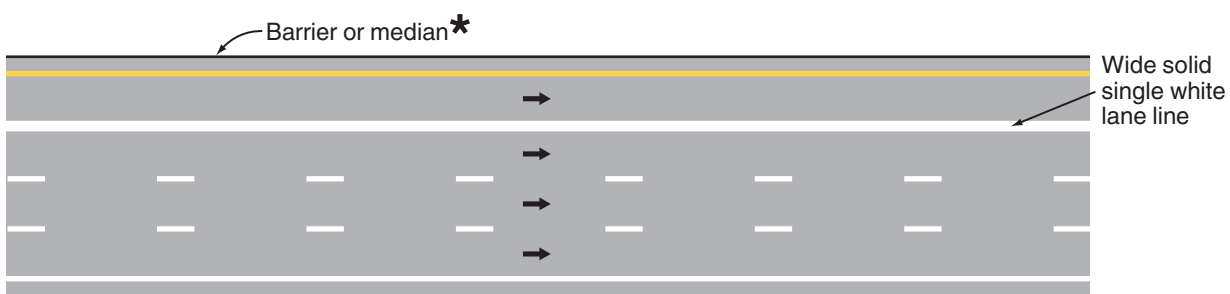 Barrier or median*
Wide solid
single white
lane line